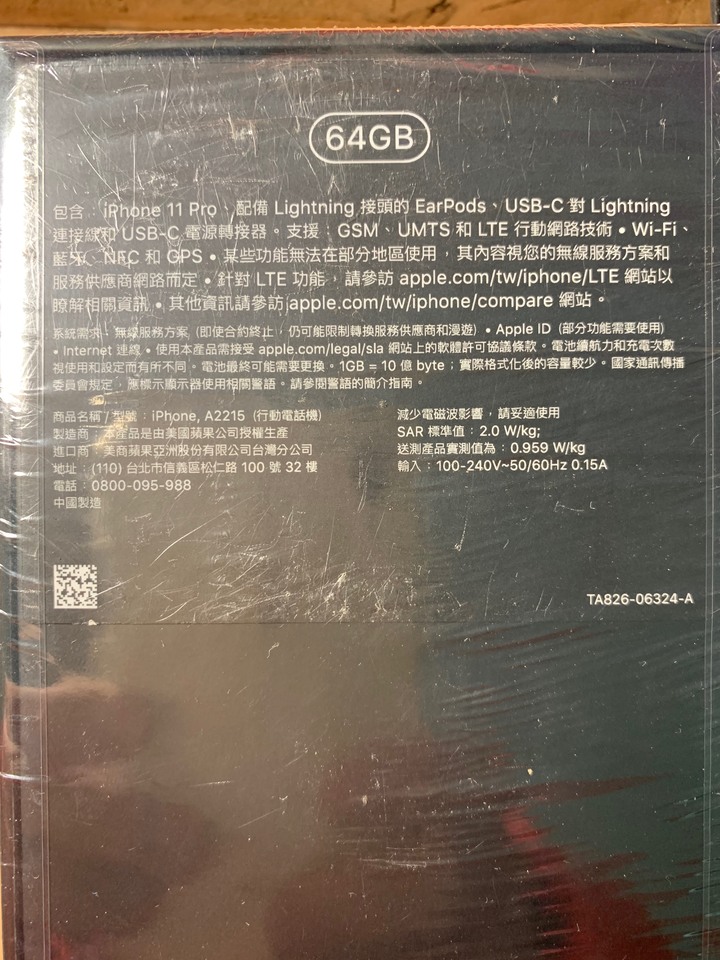 64GB
包含：iPhone 11 Pro、配備 Lightning 接頭的 EarPods、USB-C 對 Lightning
連接線和 USB-C 電源轉接器。支援：GSM、UMTS 和 LTE 行動網路技術 • Wi-Fi、
藍牙、NFC 和 GPS • 某些功能無法在部分地區使用，其內容視您的無線服務方案和
服務供應商網路而定 • 針對 LTE 功能，請參訪 apple.com/tw/iphone/LTE 網站以
瞭解相關資訊 • 其他資訊請參訪 apple.com/tw/iphone/compare 網站。
系統需求：無線服務方案（即使合約終止，仍可能限制轉換服務供應商和漫遊）• Apple ID（部分功能需要使用）
• Internet 連線 • 使用本產品需接受 apple.com/legal/sla 網站上的軟體許可協議條款。電池續航力和充電次數
視使用和設定而有所不同。電池最終可能需要更換。1GB = 10 億 byte；實際格式化後的容量較少。國家通訊傳播
委員會規定，應標示顯示器使用相關警語。請參閱警語的簡介指南。
商品名稱 / 型號：iPhone, A2215（行動電話機）
製造商：本產品是由美國蘋果公司授權生產
進口商：美商蘋果亞洲股份有限公司台灣分公司
地址：(110) 台北市信義區松仁路 100 號 32 樓
電話：0800-095-988
中國製造
減少電磁波影響，請妥適使用
SAR 標準值：2.0 W/kg;
送測產品實測值為：0.959 W/kg
輸入：100-240V~50/60Hz 0.15A
TA826-06324-A